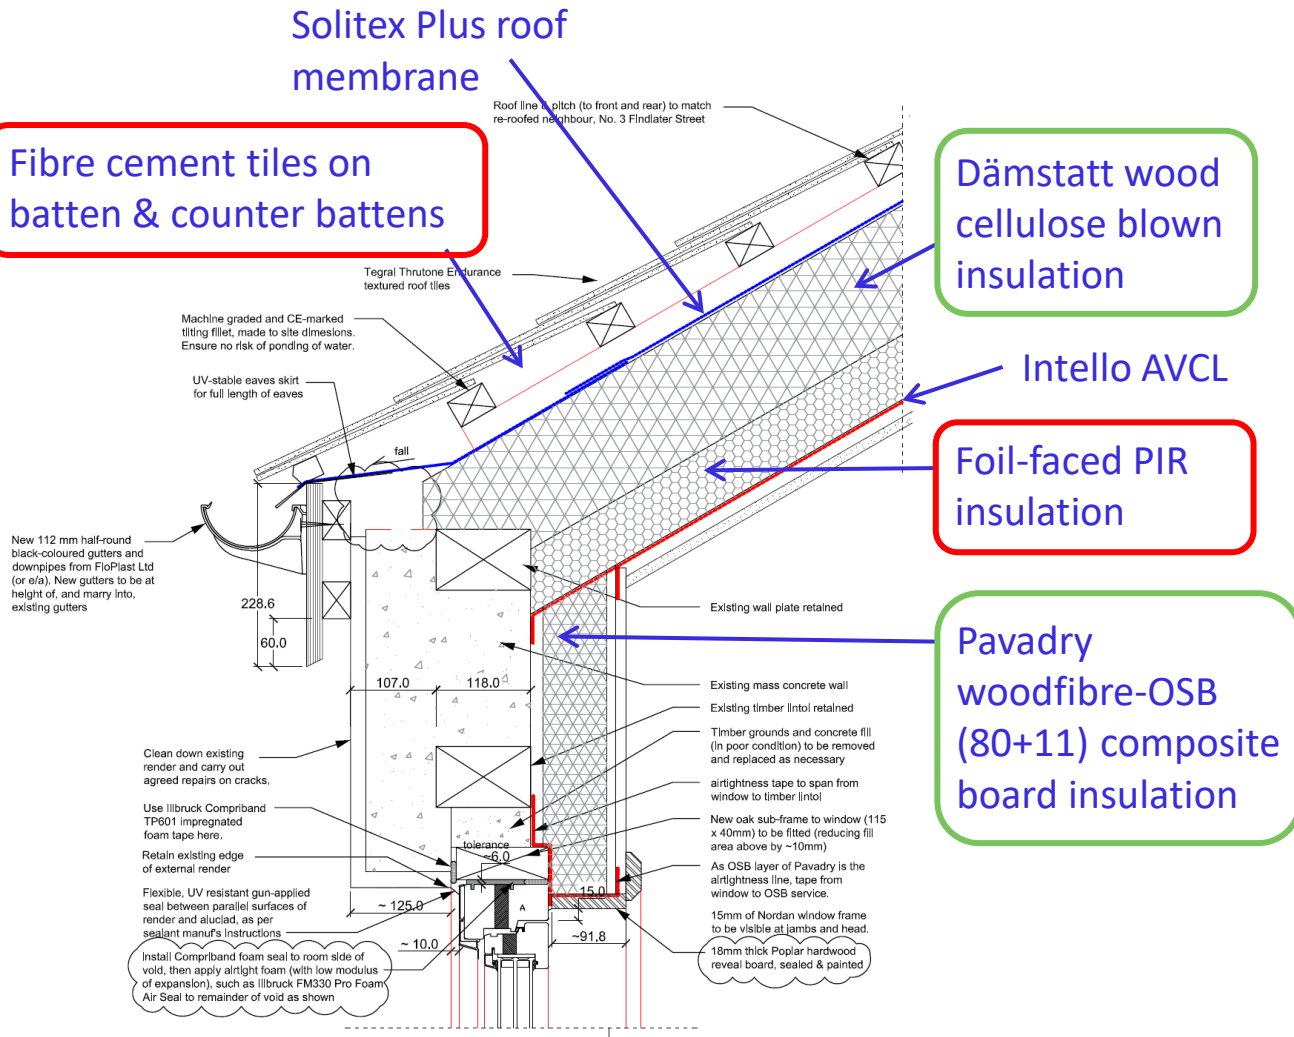 Solitex Plus roof
membrane
Roof line & pitch (to front and rear) to match
re-roofed neighbour, No. 3 Findlater Street
Fibre cement tiles on
batten & counter battens
Dämstatt wood
cellulose blown
insulation
Tegral Thrutone Endurance
textured roof tiles
Machine graded and CE-marked
tilting fillet, made to site dimesions.
Ensure no risk of ponding of water.
UV-stable eaves skirt
for full length of eaves
Intello AVCL
fall
Foil-faced PIR
insulation
New 112 mm half-round
black-coloured gutters and
downpipes from FloPlast Ltd
(or e/a). New gutters to be at
height of, and marry into,
existing gutters
228.6
60.0
Existing wall plate retained
Pavadry
woodfibre-OSB
(80+11) composite
board insulation
107.0
118.0
Existing mass concrete wall
Existing timber lintol retained
Timber grounds and concrete fill
(in poor condition) to be removed
and replaced as necessary
Clean down existing
render and carry out
agreed repairs on cracks.
airtightness tape to span from
window to timber lintol
Use Illbruck Compriband
TP601 impregnated
foam tape here.
New oak sub-frame to window (115
x 40mm) to be fitted (reducing fill
area above by ~10mm)
tolerance
~6.0
Retain existing edge
of external render
As OSB layer of Pavadry is the
airtightness line, tape from
window to OSB service.
Flexible, UV resistant gun-applied
seal between parallel surfaces of
render and aluclad, as per
sealant manuf's instructions
~ 125.0
15.0
A
15mm of Nordan window frame
to be visible at jambs and head.
~ 10.0
~91.8
18mm thick Poplar hardwood
reveal board, sealed & painted
Install Compriband foam seal to room side of
void, then apply airtight foam (with low modulus
of expansion), such as Illbruck FM330 Pro Foam
Air Seal to remainder of void as shown